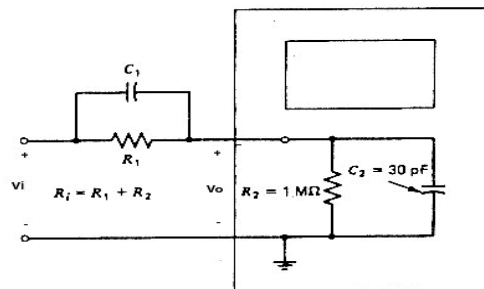 C₁
R₁
+
+
Vi
Rᵢ = R₁ + R₂
Vo
R₂ = 1 MΩ
C₂ = 30 pF
-
-